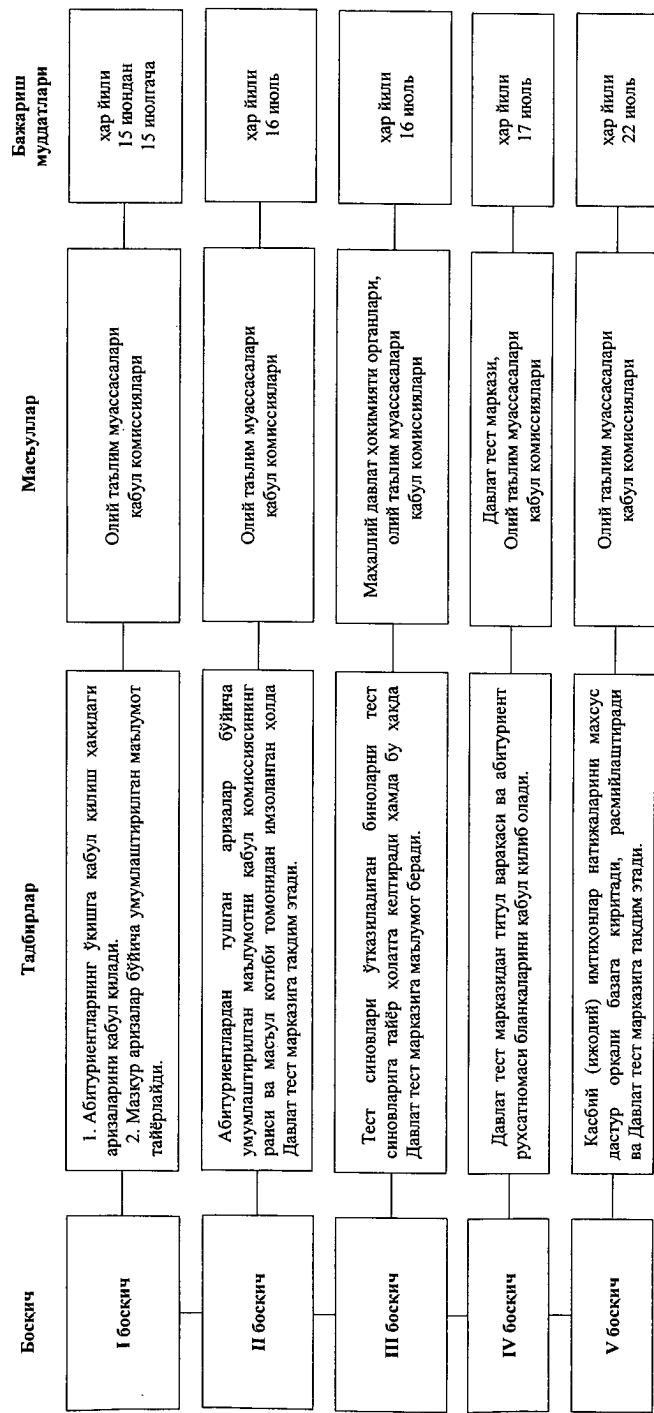 Босқич
Тадбирлар
Масъуллар
Бажариш
муддатлари
I босқич
1. Абитуриентларнинг ўқишга қабул қилиш ҳақидаги
аризаларини қабул қилади.
2. Мазкур аризалар бўйича умумлаштирилган маълумот
тайёрлайди.
Олий таълим муассасалари
қабул комиссиялари
ҳар йили
15 июндан
15 июлгача
II босқич
Абитуриентлардан тушган аризалар бўйича
умумлаштирилган маълумотни қабул комиссиясининг
раиси ва масъул котиби томонидан имзоланган ҳолда
Давлат тест марказига тақдим этади.
Олий таълим муассасалари
қабул комиссиялари
ҳар йили
16 июль
III босқич
Тест синовлари ўтказиладиган биноларни тест
синовларига тайёр ҳолатга келтиради ҳамда бу ҳақда
Давлат тест марказига маълумот беради.
Маҳаллий давлат ҳокимияти органлари,
олий таълим муассасалари
қабул комиссиялари
ҳар йили
16 июль
IV босқич
Давлат тест марказидан титул варақаси ва абитуриент
рухсатномаси бланкаларини қабул қилиб олади.
Давлат тест маркази,
Олий таълим муассасалари
қабул комиссиялари
ҳар йили
17 июль
V босқич
Касбий (ижодий) имтиҳонлар натижаларини махсус
дастур орқали базага киритади, расмийлаштиради
ва Давлат тест марказига тақдим этади.
Олий таълим муассасалари
қабул комиссиялари
ҳар йили
22 июль